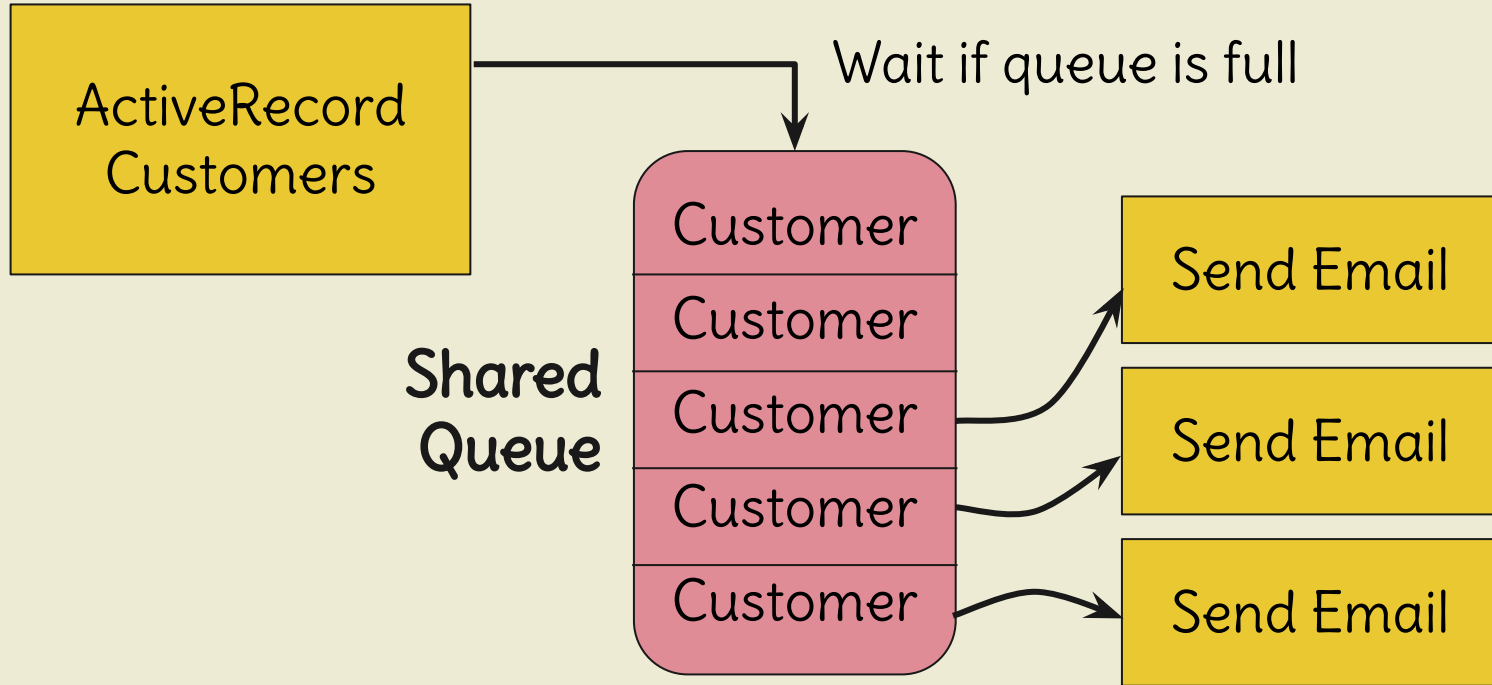 ActiveRecord
Customers
Wait if queue is full
Shared
Queue
Customer
Customer
Customer
Customer
Customer
Send Email
Send Email
Send Email